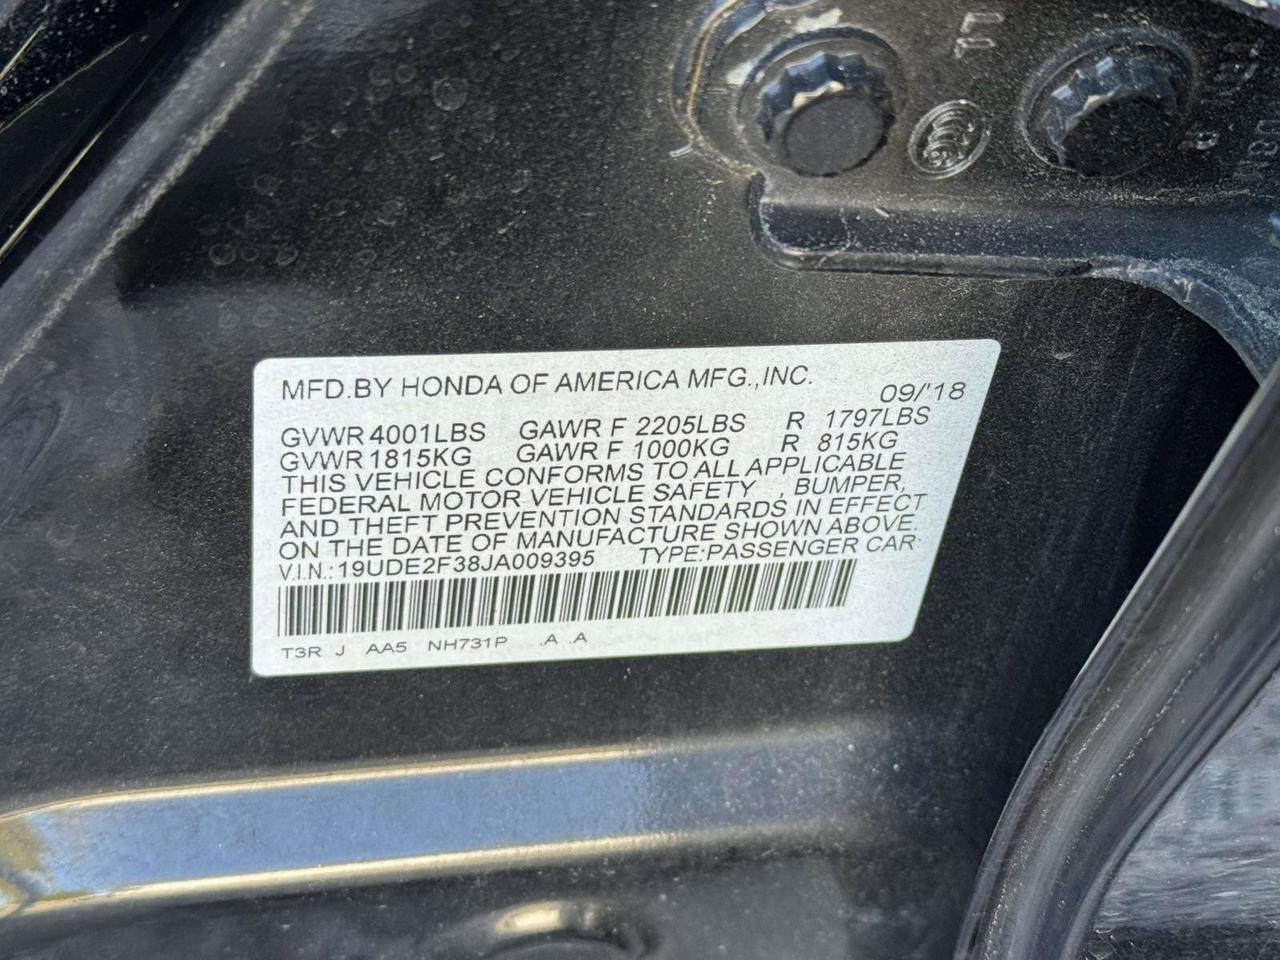 MFD.BY HONDA OF AMERICA MFG.,INC.
09/'18
GVWR 4001LBS GAWR F 2205LBS R 1797LBS
GVWR 1815KG GAWR F 1000KG R 815KG
THIS VEHICLE CONFORMS TO ALL APPLICABLE
FEDERAL MOTOR VEHICLE SAFETY , BUMPER,
AND THEFT PREVENTION STANDARDS IN EFFECT
ON THE DATE OF MANUFACTURE SHOWN ABOVE.
V.I.N.: 19UDE2F38JA009395 TYPE:PASSENGER CAR
T3R J AA5 NH731P .A .A